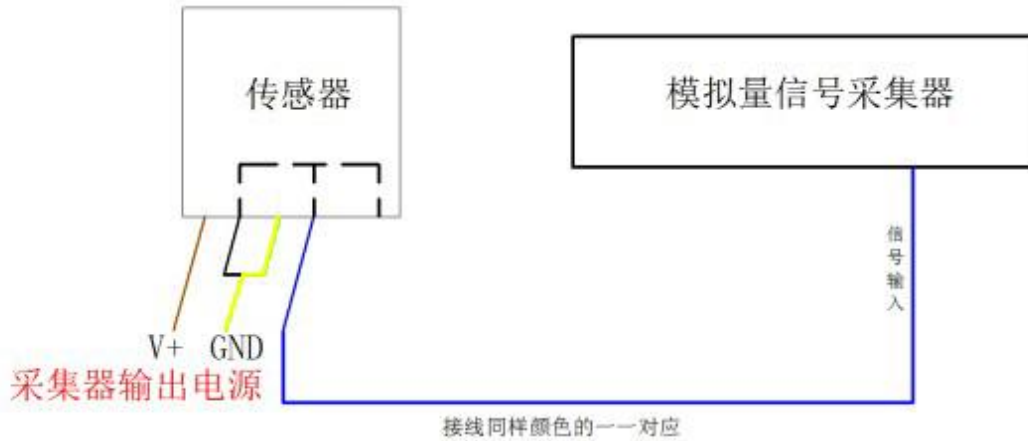 传感器
模拟量信号采集器
信号输入
V+ GND
采集器输出电源
接线同样颜色的一一对应